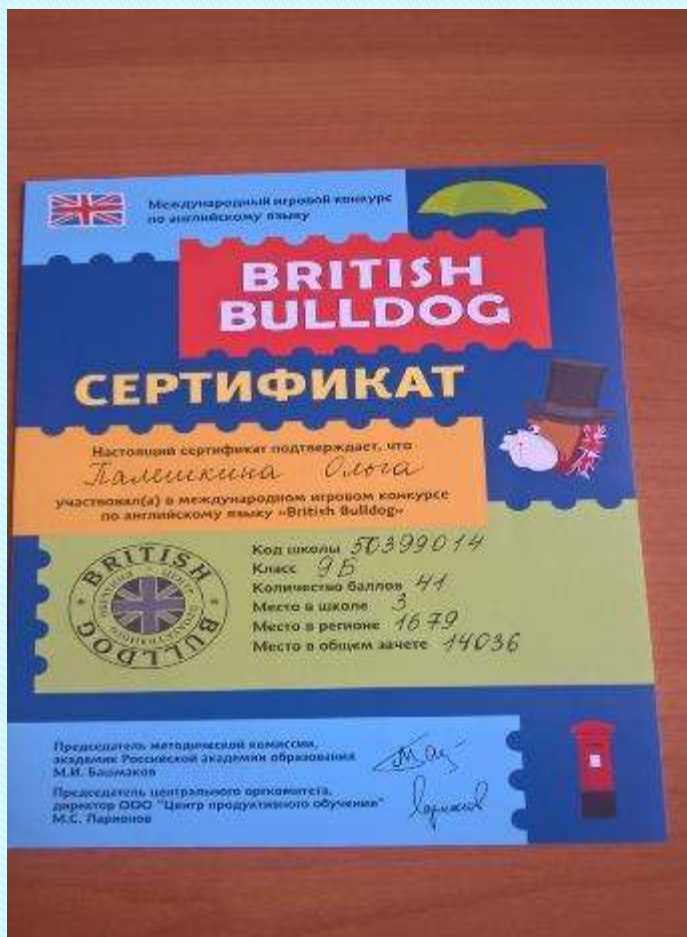 Международный игровой конкурс
по английскому языку
BRITISH
BULLDOG
СЕРТИФИКАТ
Настоящий сертификат подтверждает, что
Палешкина Ольга
участвовал(а) в международном игровом конкурсе
по английскому языку «British Bulldog»
BRITISH
BULLDOG
Код школы 50399014
Класс 9Б
Количество баллов 41
Место в школе 3
Место в регионе 1679
Место в общем зачете 14036
Председатель методической комиссии,
академик Российской академии образования
М.И. Башмаков
Председатель центрального оргкомитета,
директор ООО "Центр продуктивного обучения"
М.С. Ларионов